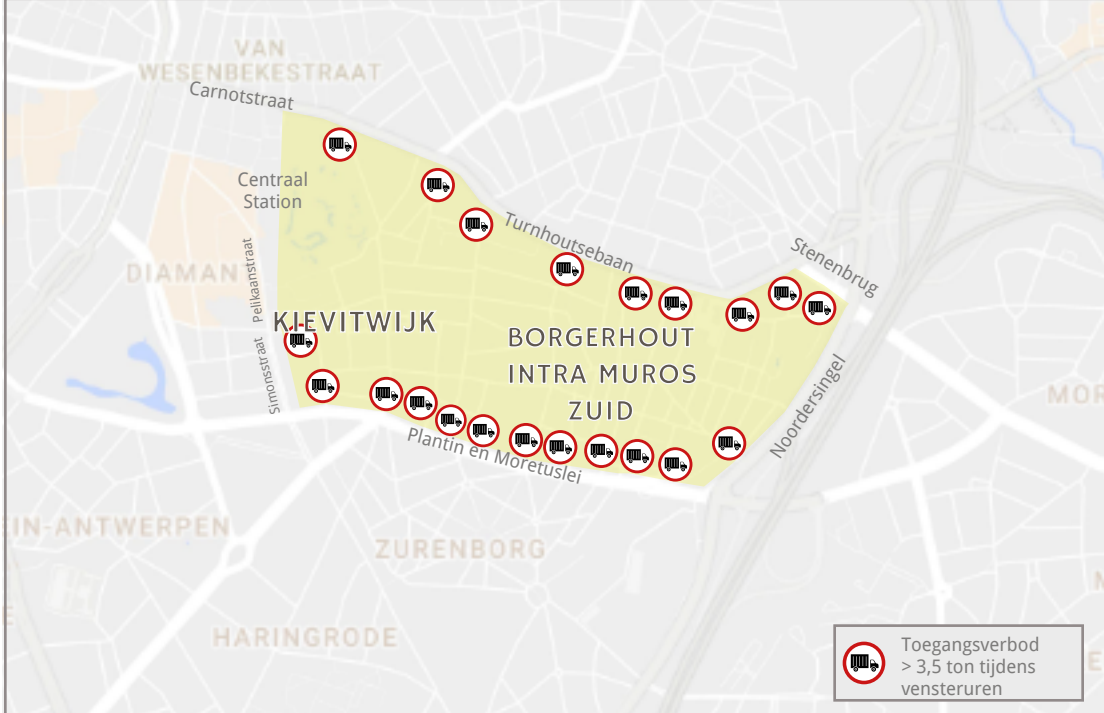 VAN
WESENBEKESTRAAT
Carnotstraat
Centraal
Station
Turnhoutsebaan
Stenenbrug
DIAMAN
Pelikaanstraat
KIEVITWIJK
BORGERHOUT
INTRA MUROS
ZUID
Simonsstraat
Noordersingel
MOR
Plantin en Moretuslei
EIN-ANTWERPEN
ZURENBORG
HARINGRODE
Toegangsverbod
> 3,5 ton tijdens
vensteruren